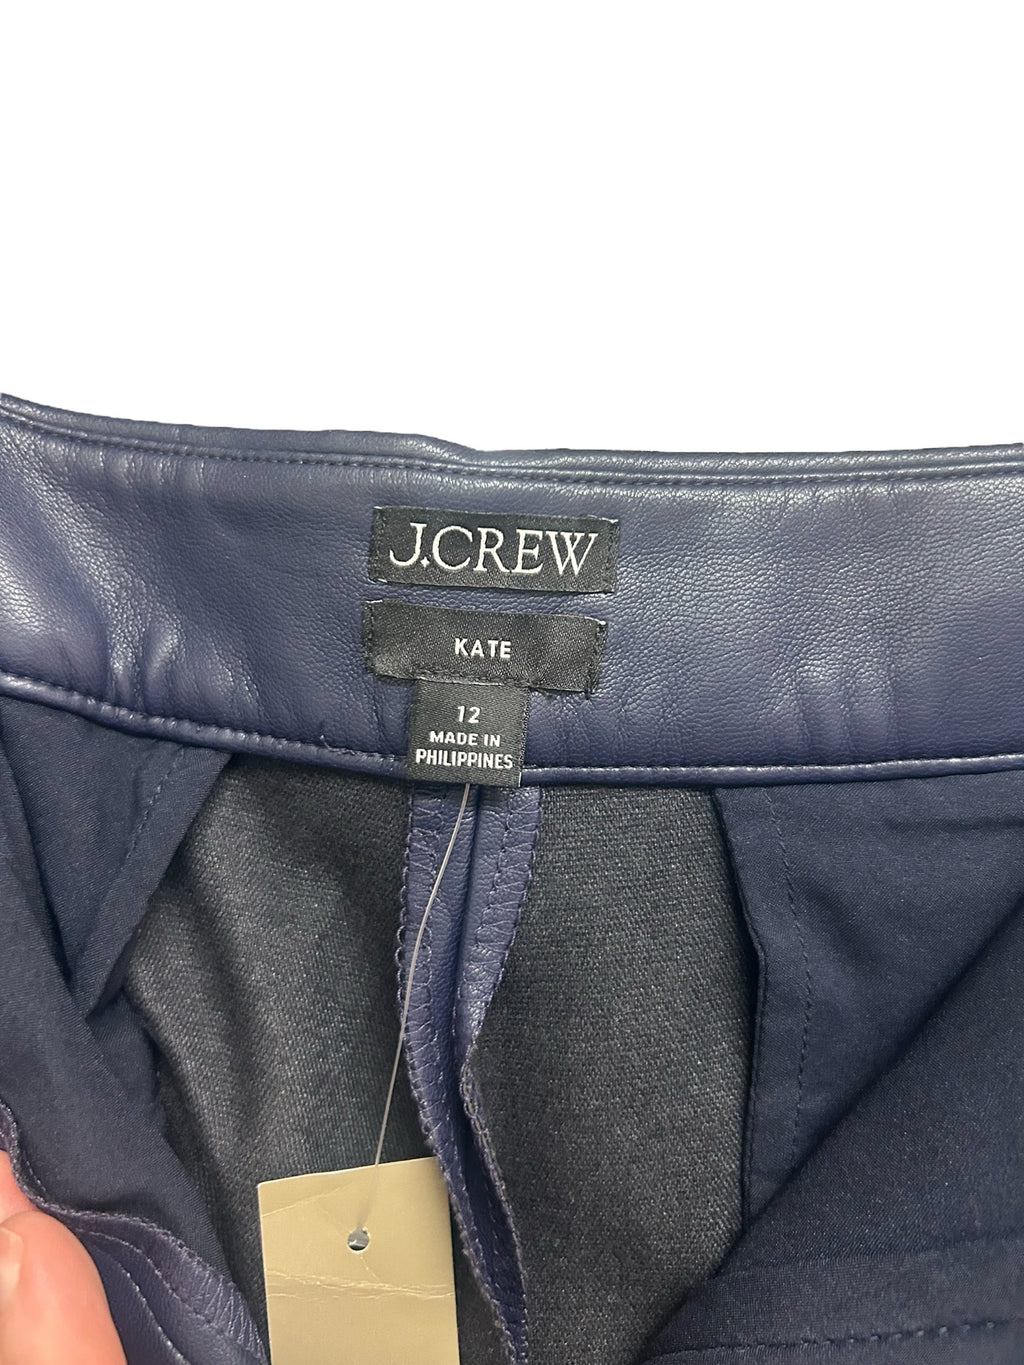 J.CREW
KATE
12
MADE IN
PHILIPPINES